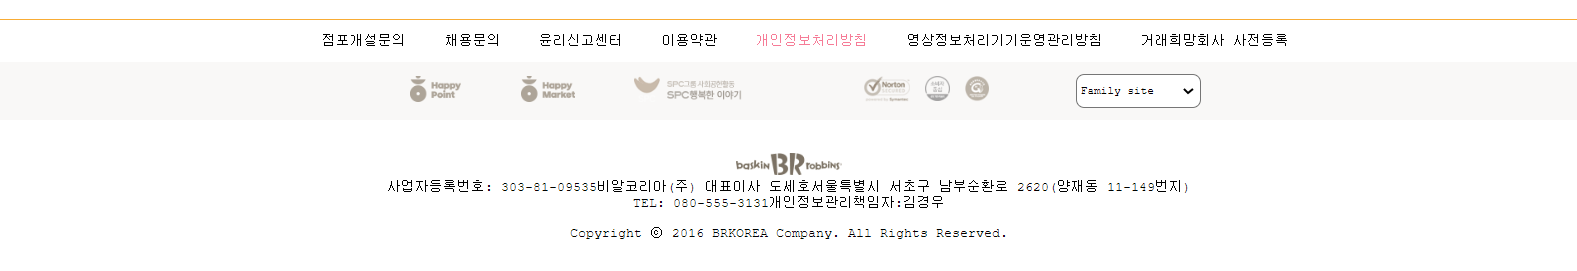 점포개설문의 채용문의 윤리신고센터 이용약관 개인정보처리방침 영상정보처리기기운영관리방침 거래희망회사 사전등록
Happy Point Happy Market SPC그룹 사회공헌활동 SPC행복한 이야기 Norton Family site
baskin BR robbins
사업자등록번호: 303-81-09535비알코리아(주) 대표이사 도세호서울특별시 서초구 남부순환로 2620(양재동 11-149번지)
TEL: 080-555-3131개인정보관리책임자:김경우
Copyright ⓒ 2016 BRKOREA Company. All Rights Reserved.